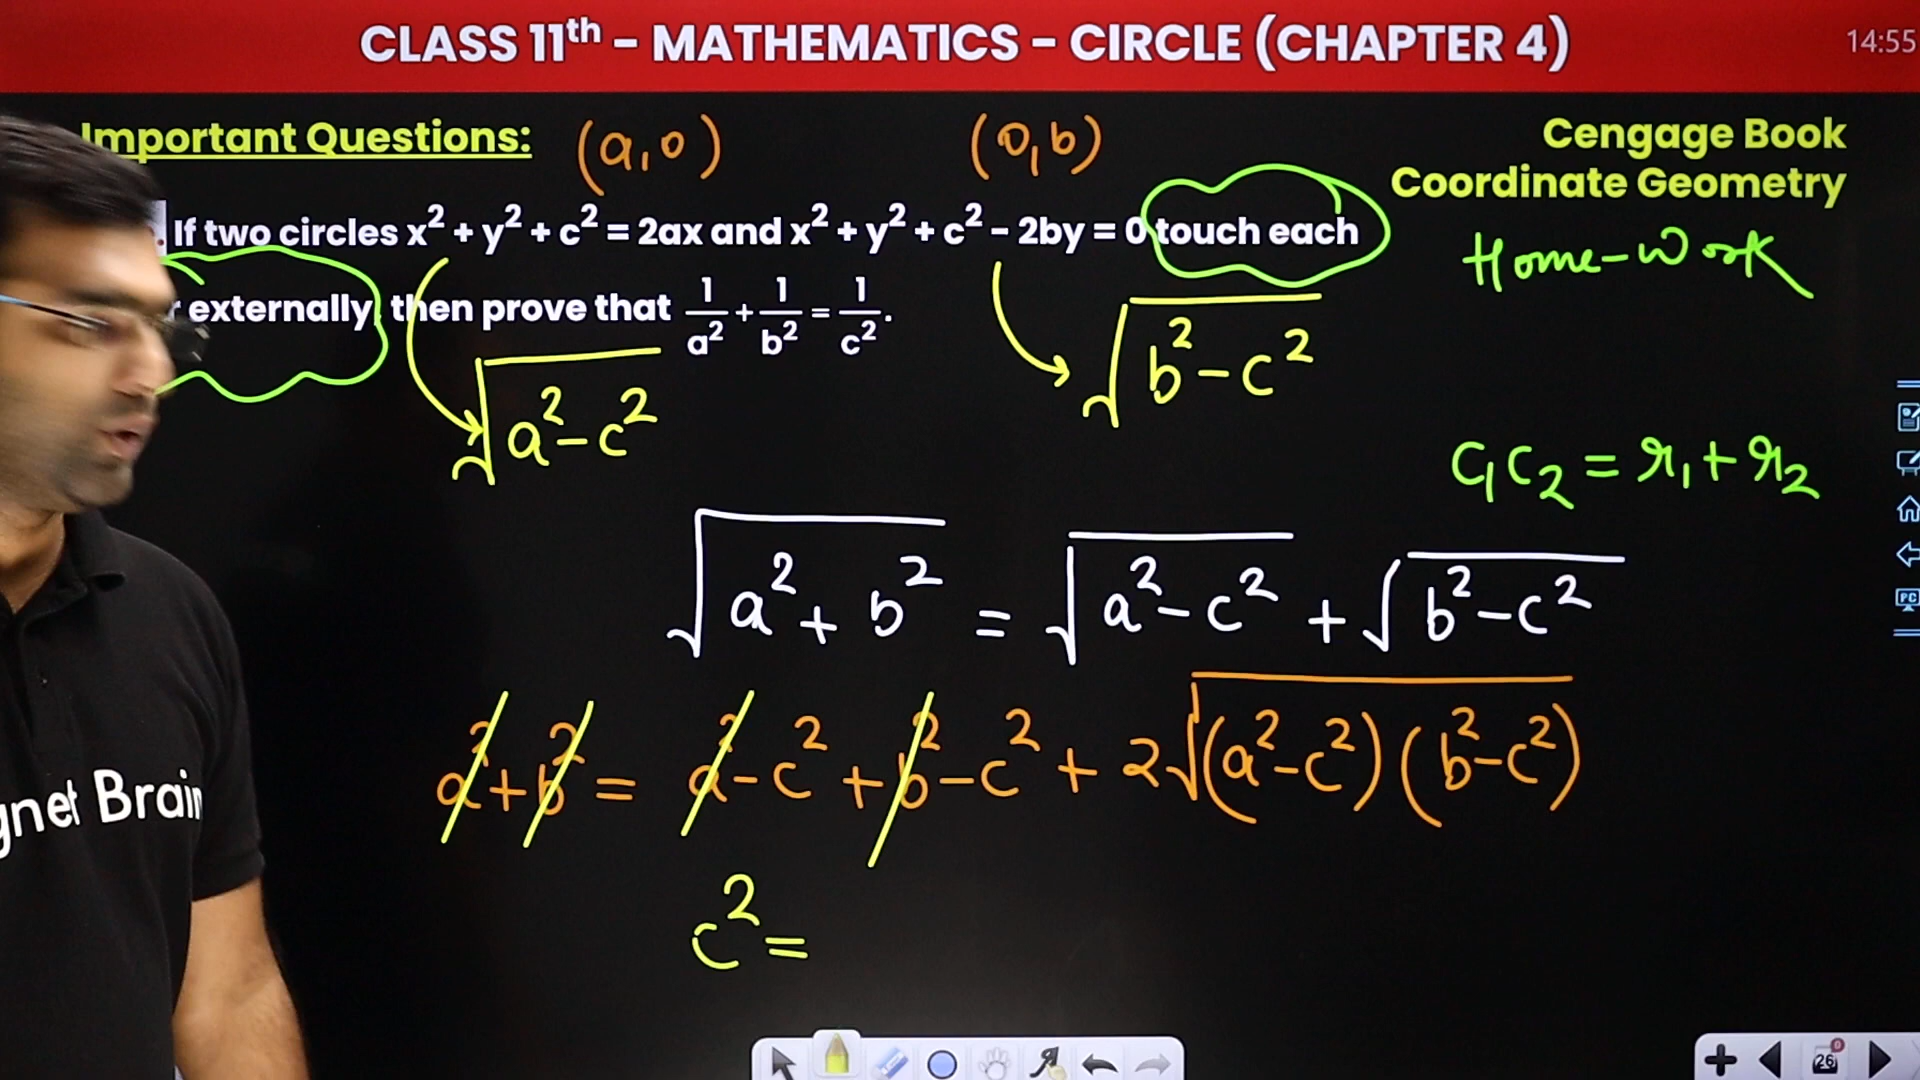 CLASS 11th - MATHEMATICS - CIRCLE (CHAPTER 4)
14:55
Important Questions:
(a,0)
(0,b)
Cengage Book
Coordinate Geometry
If two circles x² + y² + c² = 2ax and x² + y² + c² - 2by = 0 touch each
Home-Work
externally, then prove that 1/a² + 1/b² = 1/c².
√(a²-c²)
√(b²-c²)
C₁C₂ = r₁+r₂
√(a²+b²) = √(a²-c²) + √(b²-c²)
a²+b² = a²-c²+b²-c²+2√((a²-c²)(b²-c²))
c² =
gnet Brain
PC
26
0